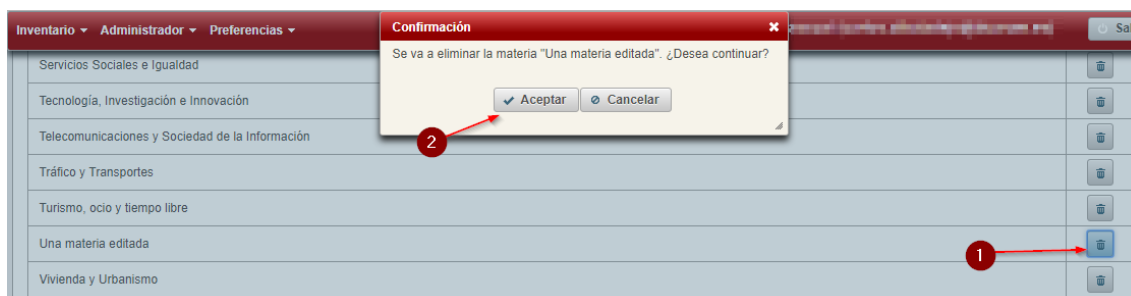 Inventario Administrador Preferencias
Confirmación
Se va a eliminar la materia "Una materia editada". ¿Desea continuar?
Aceptar Cancelar
2
Servicios Sociales e Igualdad
Tecnología, Investigación e Innovación
Telecomunicaciones y Sociedad de la Información
Tráfico y Transportes
Turismo, ocio y tiempo libre
Una materia editada
1
Vivienda y Urbanismo